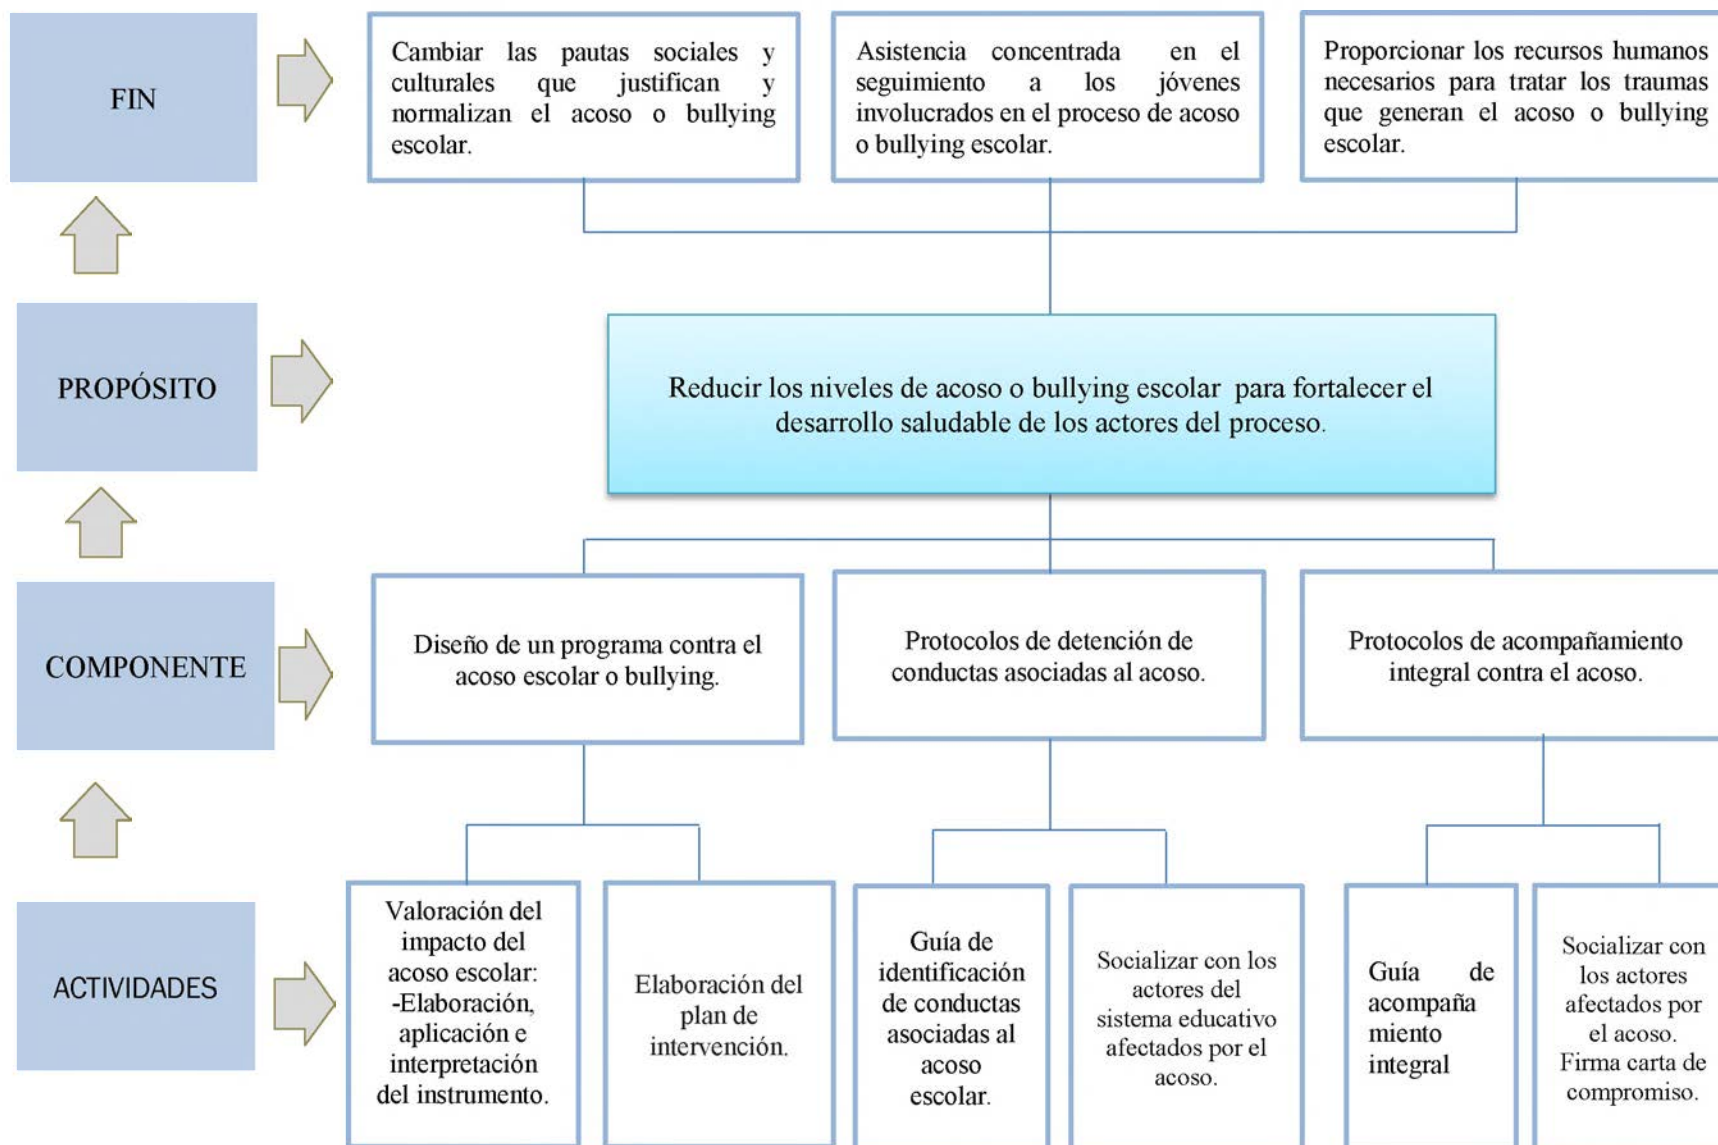 FIN
Cambiar las pautas sociales y
culturales que justifican y
normalizan el acoso o bullying
escolar.
Asistencia concentrada en el
seguimiento a los jóvenes
involucrados en el proceso de acoso
o bullying escolar.
Proporcionar los recursos humanos
necesarios para tratar los traumas
que generan el acoso o bullying
escolar.
PROPÓSITO
Reducir los niveles de acoso o bullying escolar para fortalecer el
desarrollo saludable de los actores del proceso.
COMPONENTE
Diseño de un programa contra el
acoso escolar o bullying.
Protocolos de detención de
conductas asociadas al acoso.
Protocolos de acompañamiento
integral contra el acoso.
ACTIVIDADES
Valoración del
impacto del
acoso escolar:
-Elaboración,
aplicación e
interpretación
del instrumento.
Elaboración del
plan de
intervención.
Guía de
identificación
de conductas
asociadas al
acoso
escolar.
Socializar con los
actores del
sistema educativo
afectados por el
acoso.
Guía de
acompaña
miento
integral
Socializar con
los actores
afectados por
el acoso.
Firma carta de
compromiso.